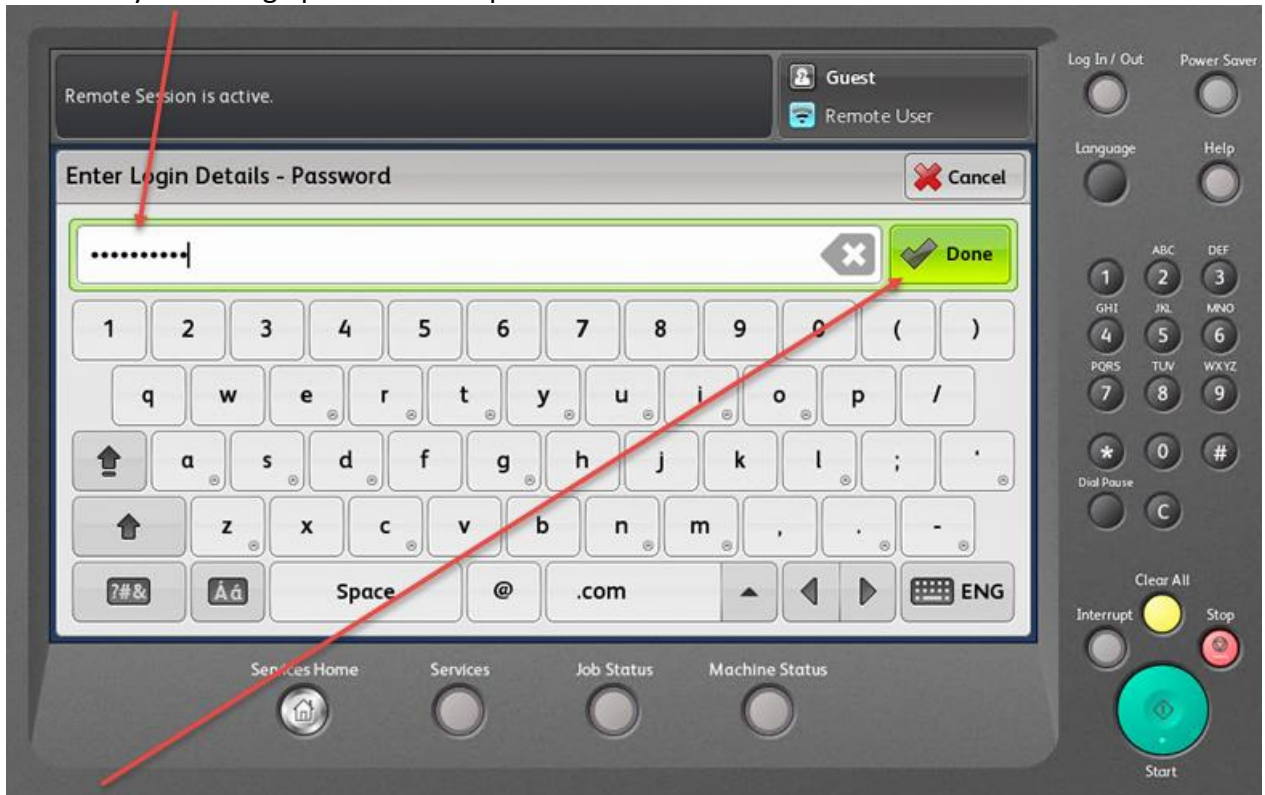 Remote Session is active.
Guest
Remote User
Enter Login Details - Password
Cancel
••••••••••
Done
1 2 3 4 5 6 7 8 9 0 ( )
q w e r t y u i o p /
a s d f g h j k l ; '
z x c v b n m , . -
?#& Áá Space @ .com ENG
Services Home Services Job Status Machine Status
Log In / Out Power Saver
Language Help
ABC DEF
1 2 3
GHI JKL MNO
4 5 6
PQRS TUV WXYZ
7 8 9
* 0 #
Dial Pause
C
Clear All
Interrupt Stop
Start